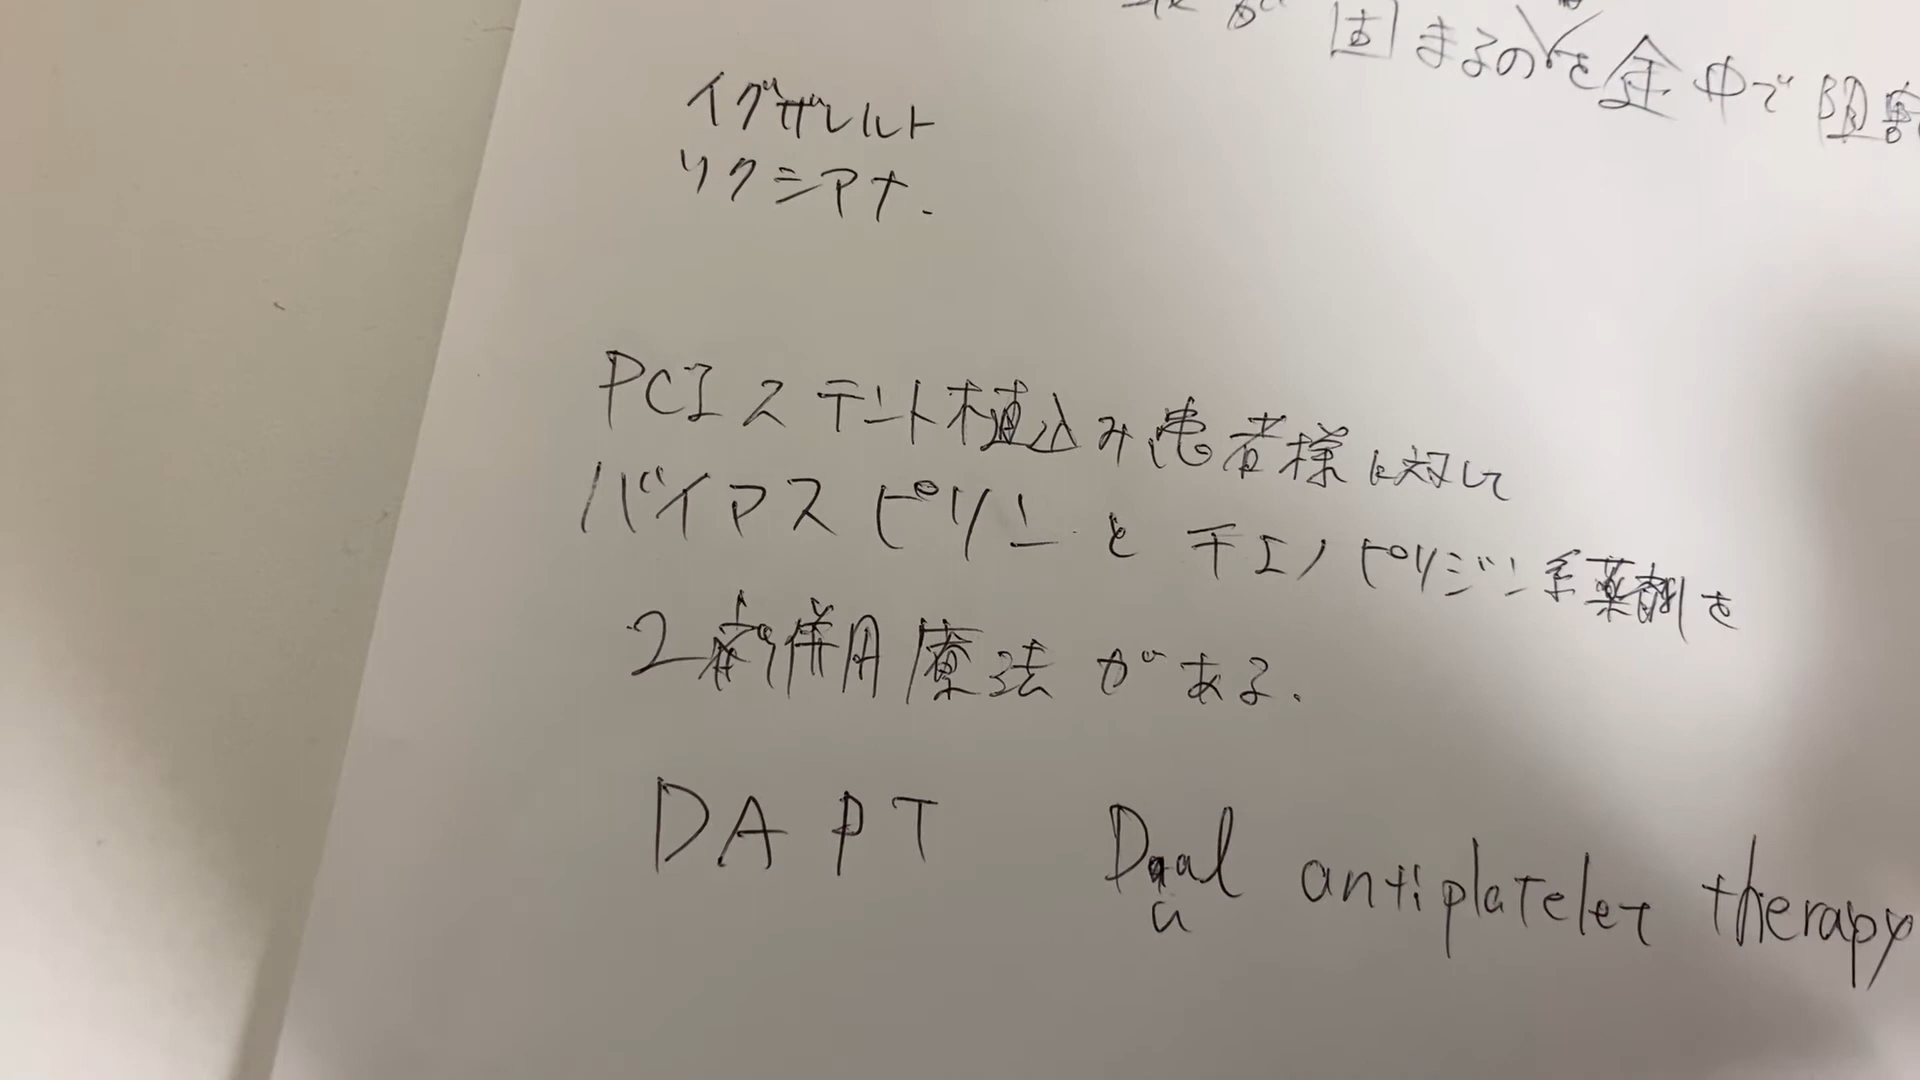 が固まるのを途中で阻害
イグザレルト
リクシアナ.
PCIステント植込み患者様に対して
バイアスピリンとチエノピリジン系薬剤を
2剤併用療法がある.
DAPT Dual antiplatelet therapy